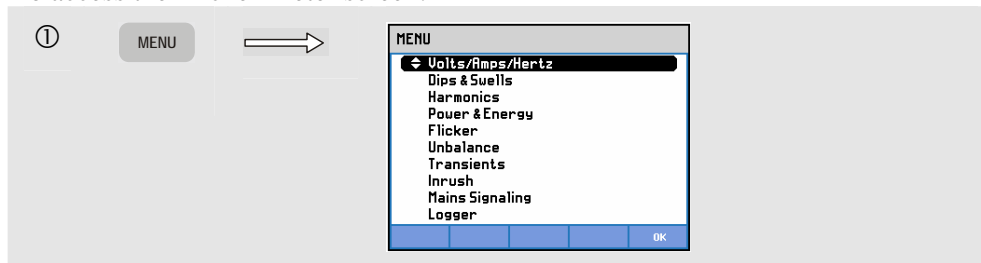 ①
MENU
MENU
Volts/Amps/Hertz
Dips & Swells
Harmonics
Power & Energy
Flicker
Unbalance
Transients
Inrush
Mains Signaling
Logger
OK